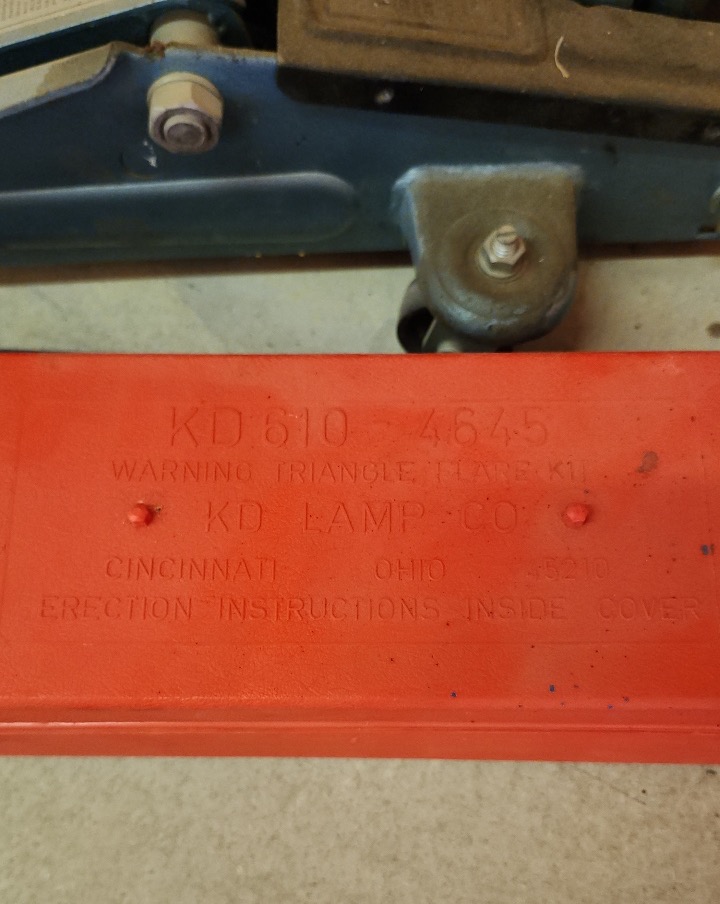 KD 610 - 4645
WARNING TRIANGLE FLARE KIT
KD LAMP CO
CINCINNATI OHIO 45210
ERECTION INSTRUCTIONS INSIDE COVER